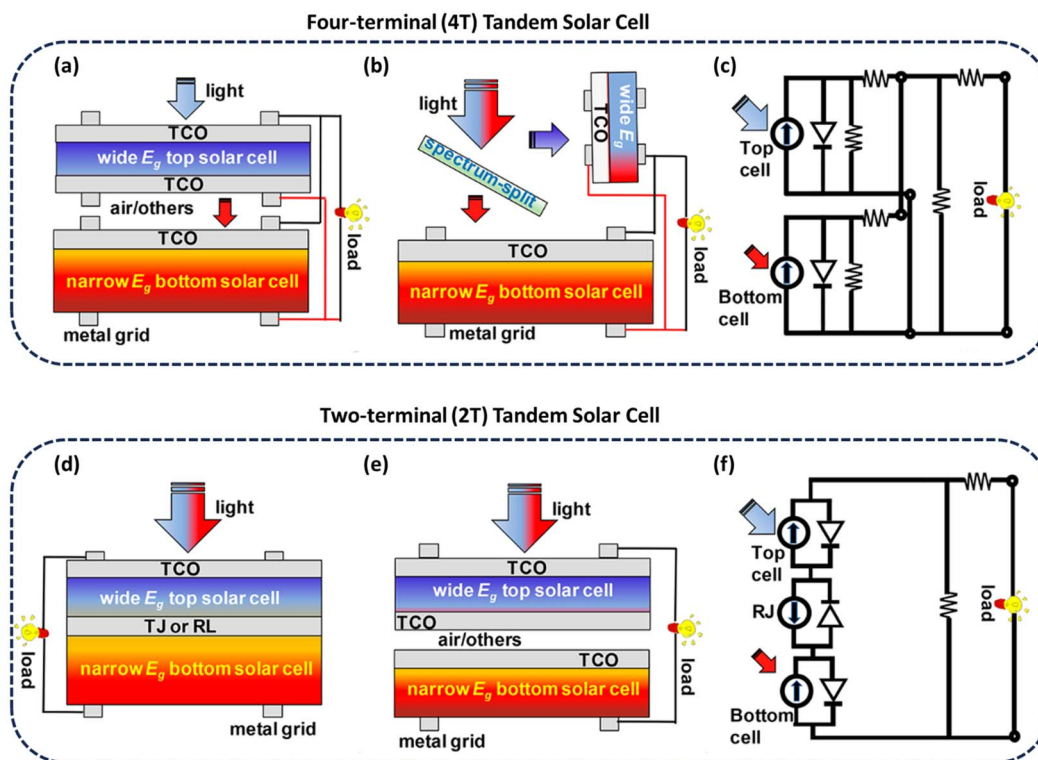 Four-terminal (4T) Tandem Solar Cell
(a)
light
TCO
wide Eg top solar cell
TCO
air/others
TCO
narrow Eg bottom solar cell
metal grid
load
(b)
light
spectrum-split
TCO
wide Eg
TCO
narrow Eg bottom solar cell
metal grid
load
(c)
Top
cell
Bottom
cell
load
Two-terminal (2T) Tandem Solar Cell
(d)
light
TCO
wide Eg top solar cell
TJ or RL
narrow Eg bottom solar cell
metal grid
load
(e)
light
TCO
wide Eg top solar cell
TCO
air/others
TCO
narrow Eg bottom solar cell
metal grid
load
(f)
Top
cell
RJ
Bottom
cell
load